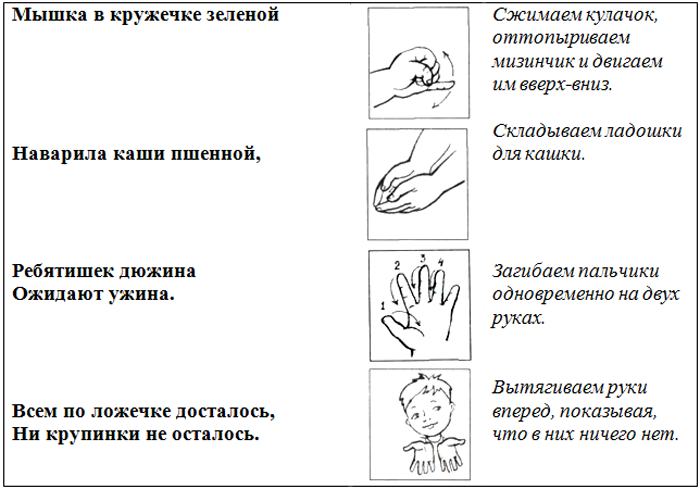 Мышка в кружечке зеленой
Сжимаем кулачок,
оттопыриваем
мизинчик и двигаем
им вверх-вниз.
Наварила каши пшенной,
Складываем ладошки
для кашки.
Ребятишек дюжина
Ожидают ужина.
1
2
3
4
Загибаем пальчики
одновременно на двух
руках.
Всем по ложечке досталось,
Ни крупинки не осталось.
Вытягиваем руки
вперед, показывая,
что в них ничего нет.